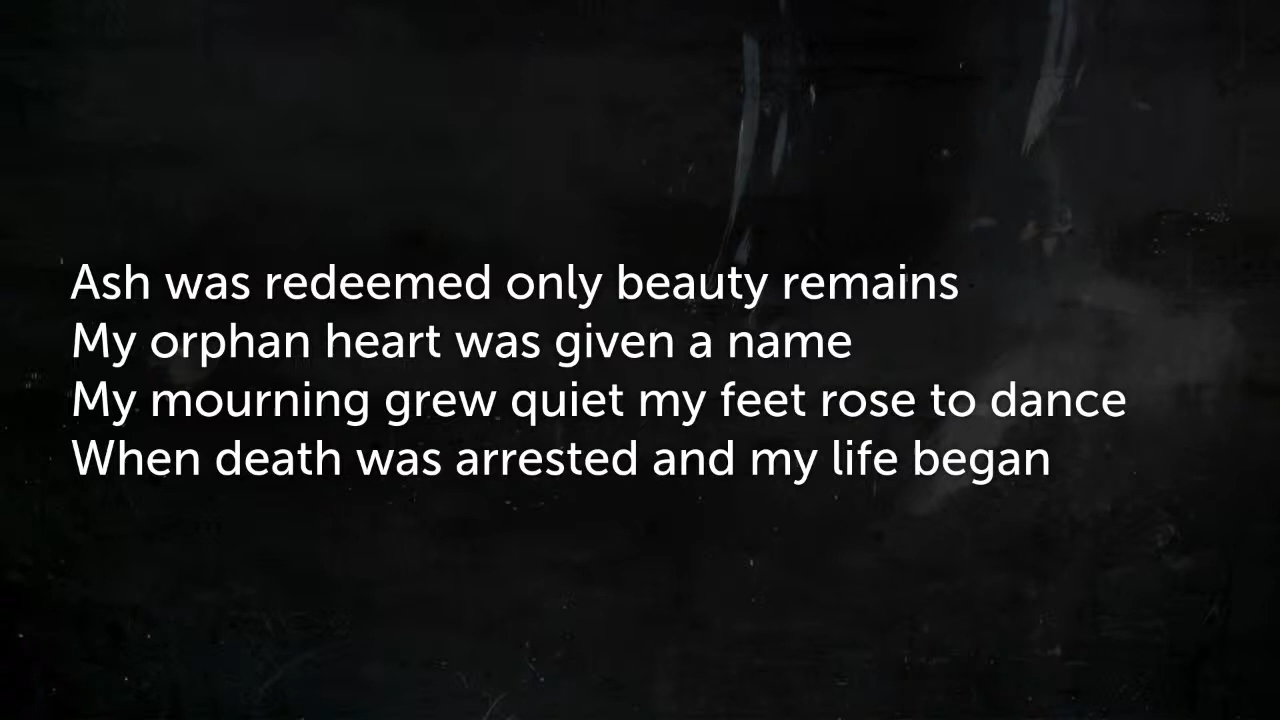 Ash was redeemed only beauty remains
My orphan heart was given a name
My mourning grew quiet my feet rose to dance
When death was arrested and my life began